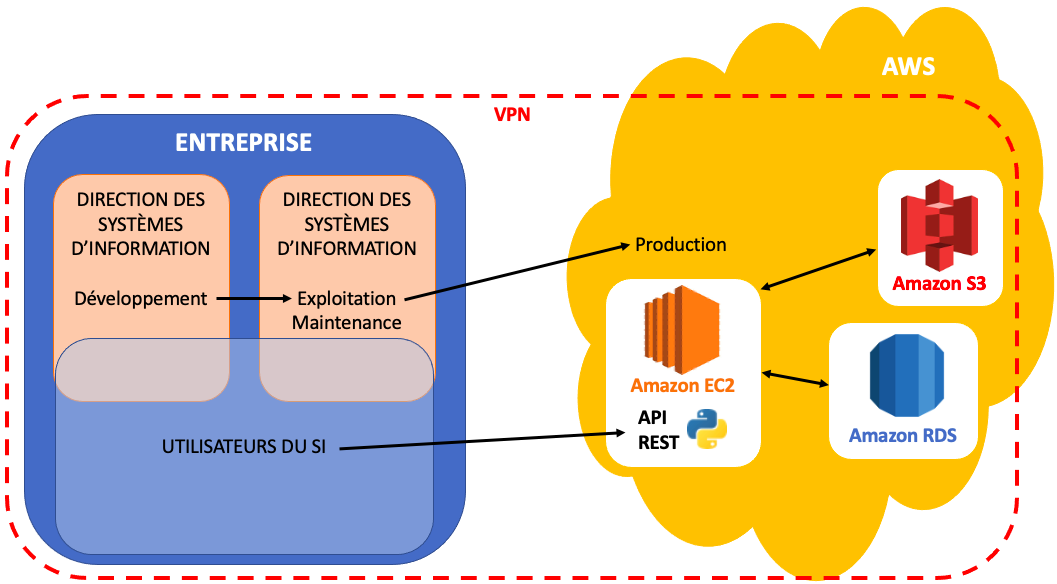 AWS
VPN
ENTREPRISE
DIRECTION DES
SYSTÈMES
D'INFORMATION
Développement
DIRECTION DES
SYSTÈMES
D'INFORMATION
Exploitation
Maintenance
UTILISATEURS DU SI
Production
Amazon EC2
API
REST
Amazon S3
Amazon RDS